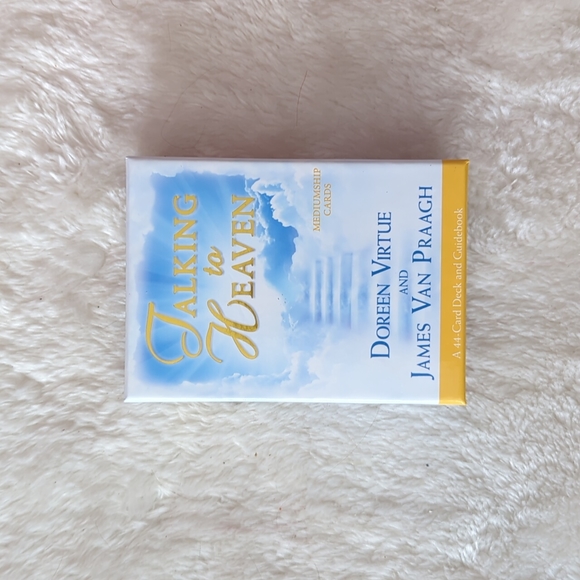 TALKING
to
HEAVEN
MEDIUMSHIP
CARDS
DOREEN VIRTUE
AND
JAMES VAN PRAAGH
A 44-Card Deck and Guidebook